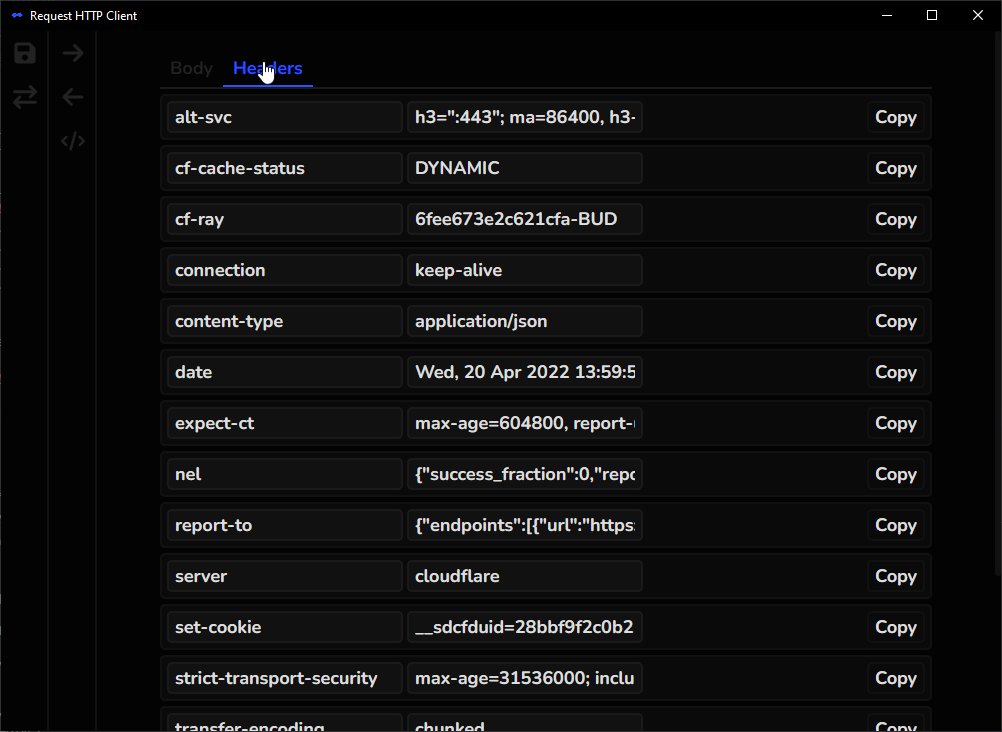 Request HTTP Client
Body Headers
alt-svc h3=":443"; ma=86400, h3- Copy
cf-cache-status DYNAMIC Copy
cf-ray 6fee673e2c621cfa-BUD Copy
connection keep-alive Copy
content-type application/json Copy
date Wed, 20 Apr 2022 13:59:5 Copy
expect-ct max-age=604800, report- Copy
nel {"success_fraction":0,"repo Copy
report-to {"endpoints":[{"url":"https: Copy
server cloudflare Copy
set-cookie __sdcfduid=28bbf9f2c0b2 Copy
strict-transport-security max-age=31536000; inclu Copy
transfer-encoding chunked Copy